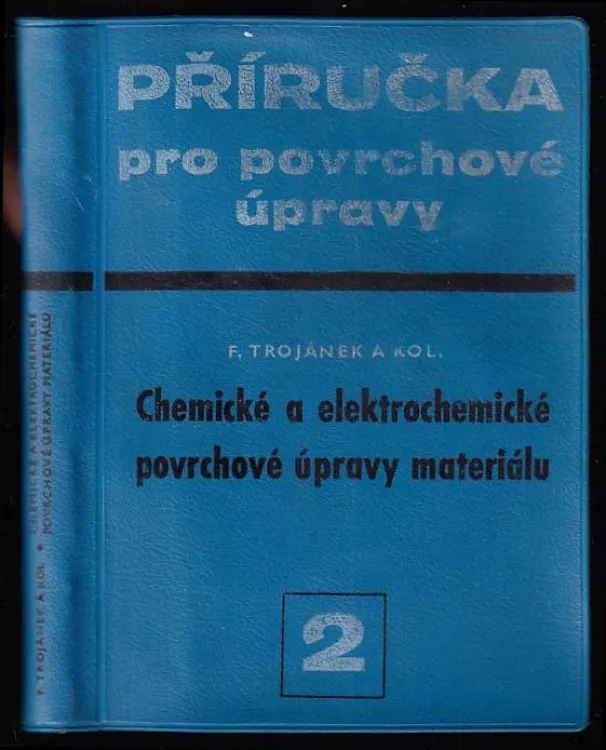 PŘÍRUČKA
pro povrchové
úpravy
F. TROJÁNEK A KOL.
Chemické a elektrochemické
povrchové úpravy materiálu
2
F. TROJÁNEK A KOL. • CHEMICKÉ A ELEKTROCHEMICKÉ
POVRCHOVÉ ÚPRAVY MATERIÁLU